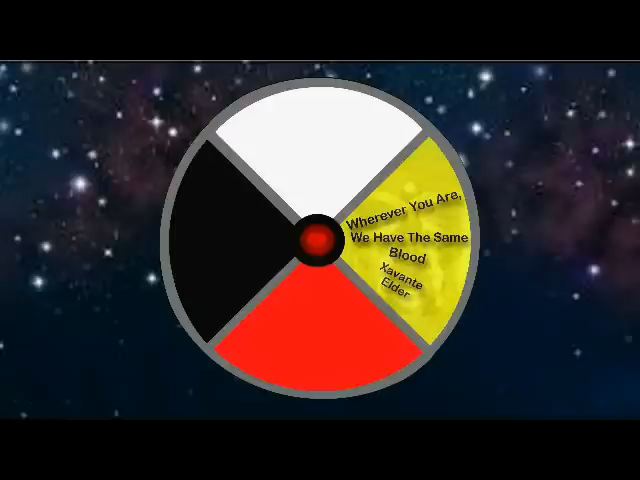 Wherever You Are,
We Have The Same
Blood
Xavante
Elder